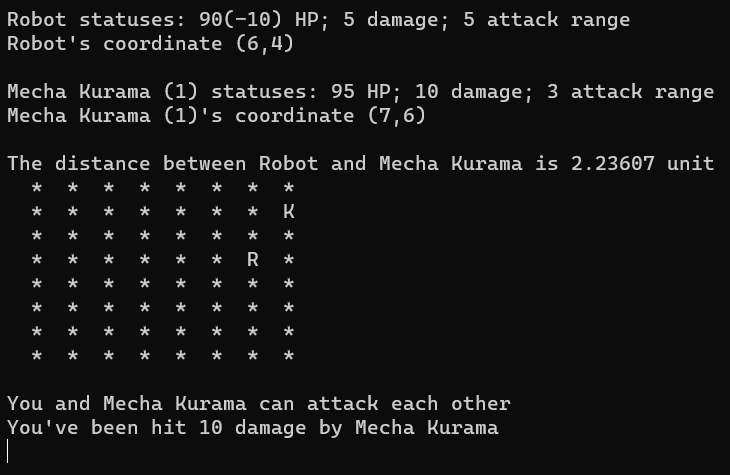 Robot statuses: 90(-10) HP; 5 damage; 5 attack range
Robot's coordinate (6,4)
Mecha Kurama (1) statuses: 95 HP; 10 damage; 3 attack range
Mecha Kurama (1)'s coordinate (7,6)
The distance between Robot and Mecha Kurama is 2.23607 unit
* * * * * * * *
* * * * * * * K
* * * * * * * *
* * * * * * R *
* * * * * * * *
* * * * * * * *
* * * * * * * *
* * * * * * * *
You and Mecha Kurama can attack each other
You've been hit 10 damage by Mecha Kurama